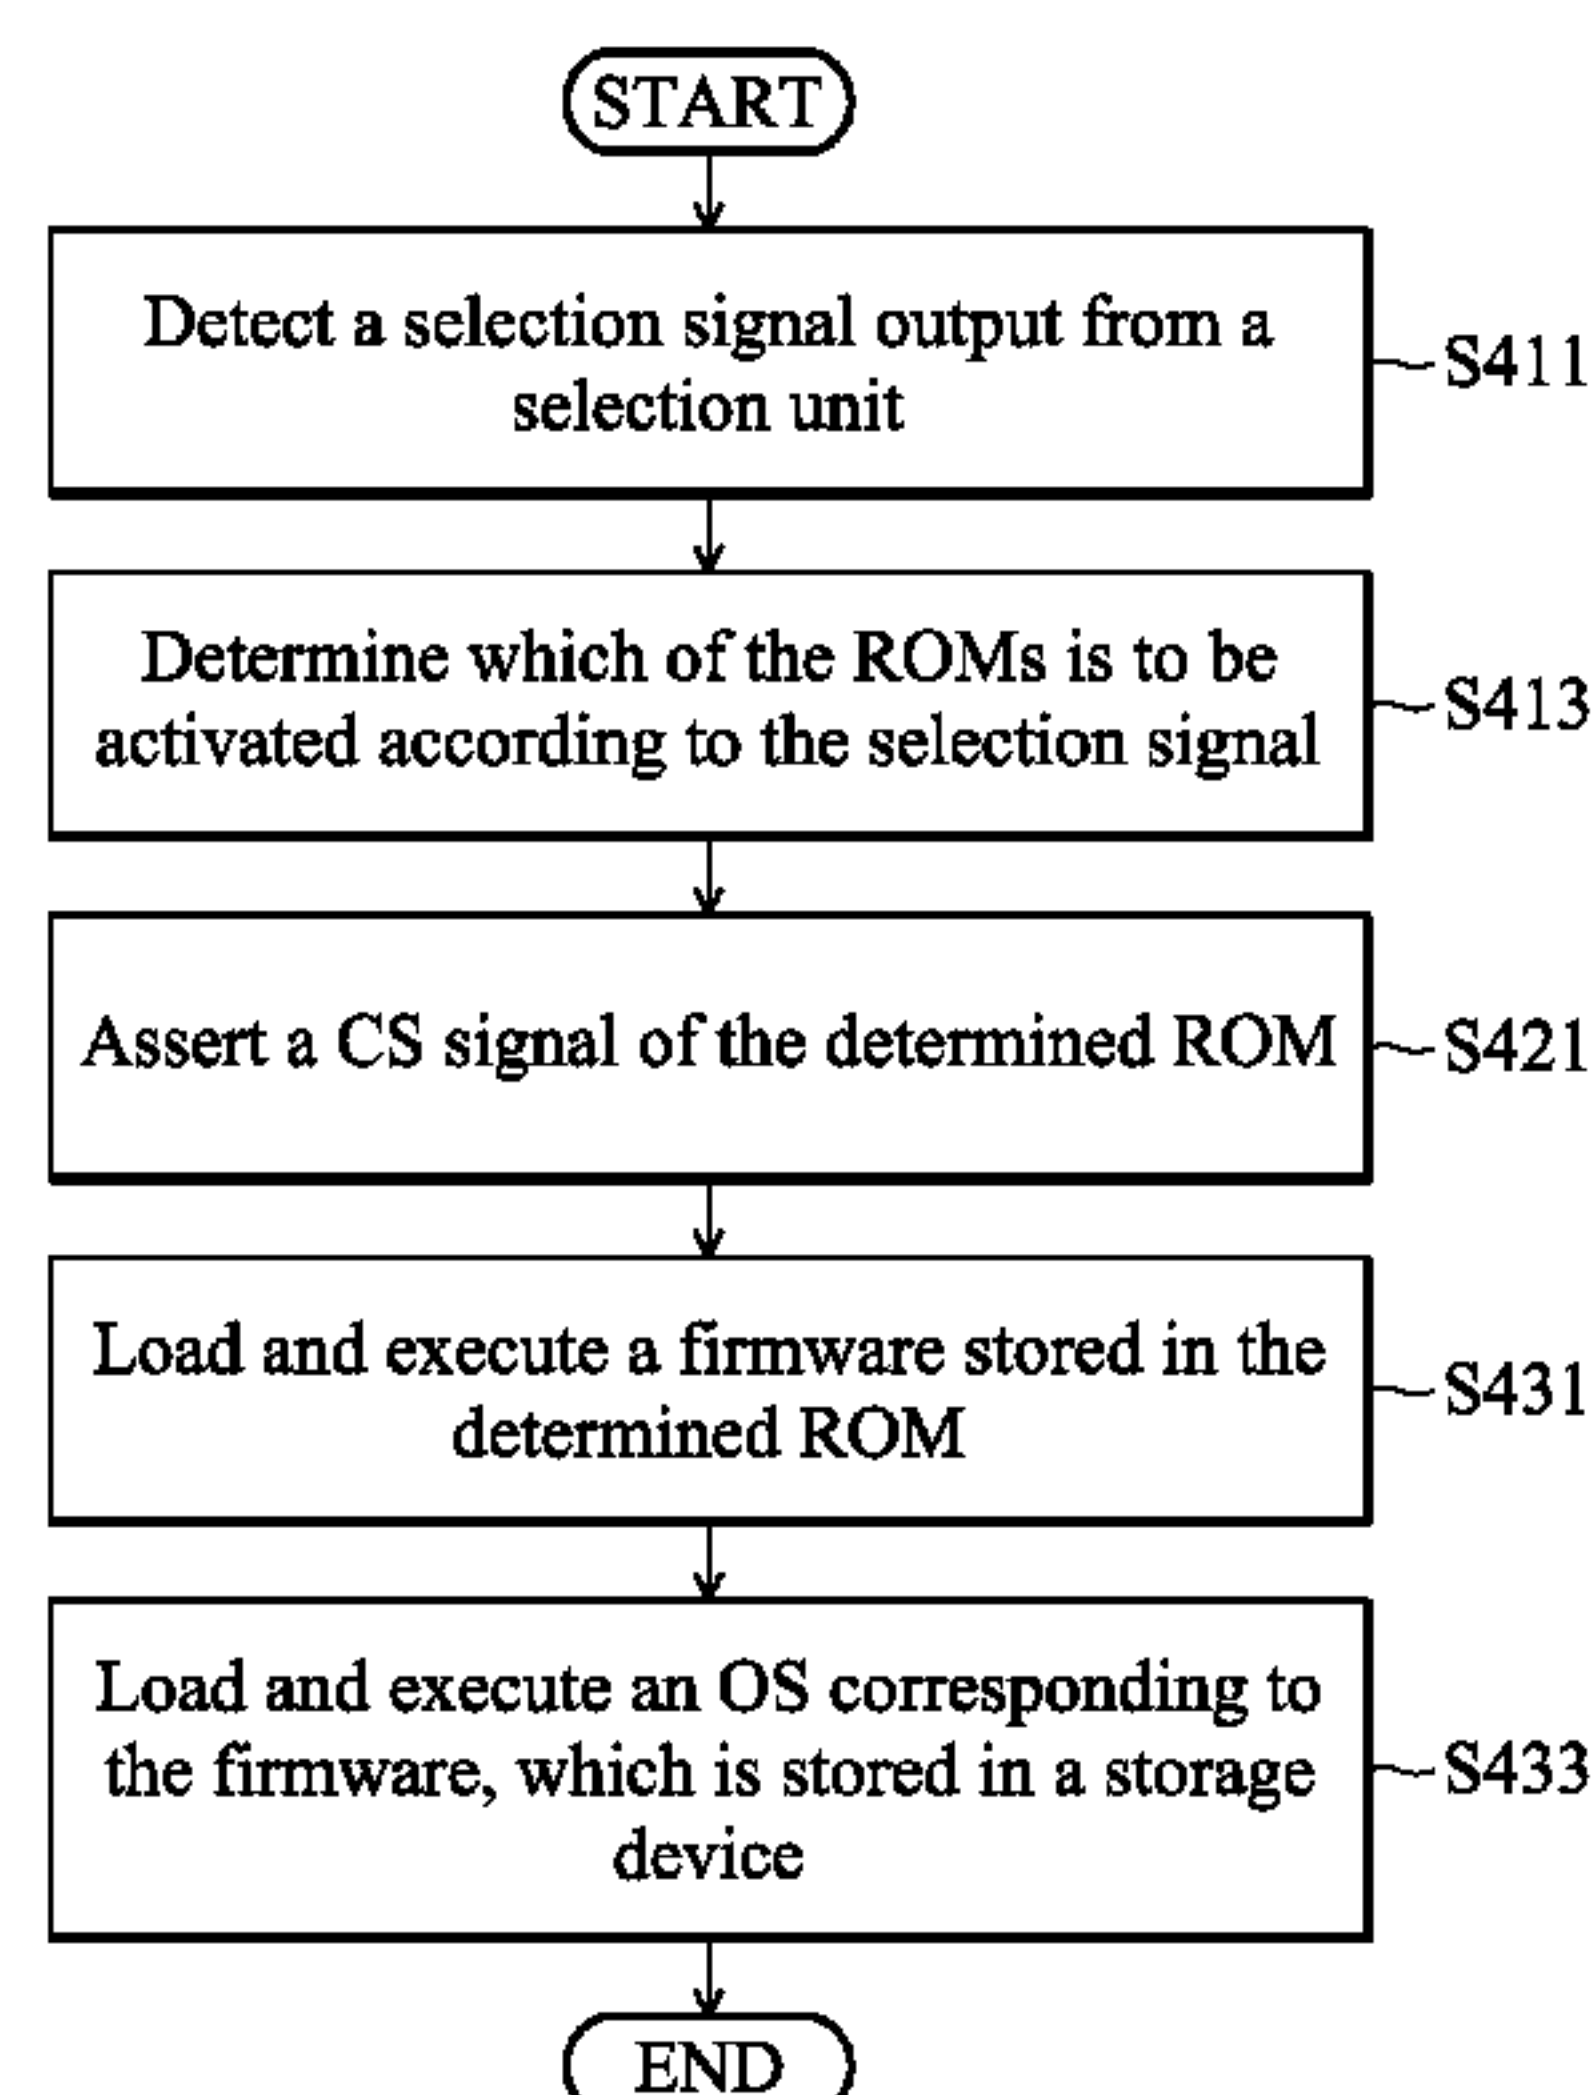 START
Detect a selection signal output from a
selection unit
S411
Determine which of the ROMs is to be
activated according to the selection signal
S413
Assert a CS signal of the determined ROM
S421
Load and execute a firmware stored in the
determined ROM
S431
Load and execute an OS corresponding to
the firmware, which is stored in a storage
device
S433
END